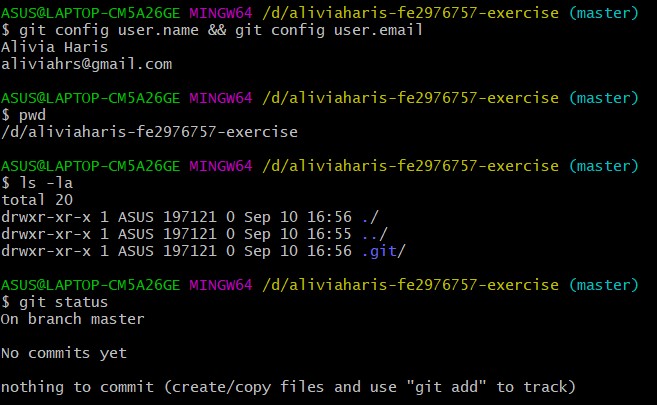 ASUS@LAPTOP-CM5A26GE MINGW64 /d/aliviaharis-fe2976757-exercise (master)
$ git config user.name && git config user.email
Alivia Haris
aliviahrs@gmail.com

ASUS@LAPTOP-CM5A26GE MINGW64 /d/aliviaharis-fe2976757-exercise (master)
$ pwd
/d/aliviaharis-fe2976757-exercise

ASUS@LAPTOP-CM5A26GE MINGW64 /d/aliviaharis-fe2976757-exercise (master)
$ ls -la
total 20
drwxr-xr-x 1 ASUS 197121 0 Sep 10 16:56 ./
drwxr-xr-x 1 ASUS 197121 0 Sep 10 16:55 ../
drwxr-xr-x 1 ASUS 197121 0 Sep 10 16:56 .git/

ASUS@LAPTOP-CM5A26GE MINGW64 /d/aliviaharis-fe2976757-exercise (master)
$ git status
On branch master

No commits yet

nothing to commit (create/copy files and use "git add" to track)